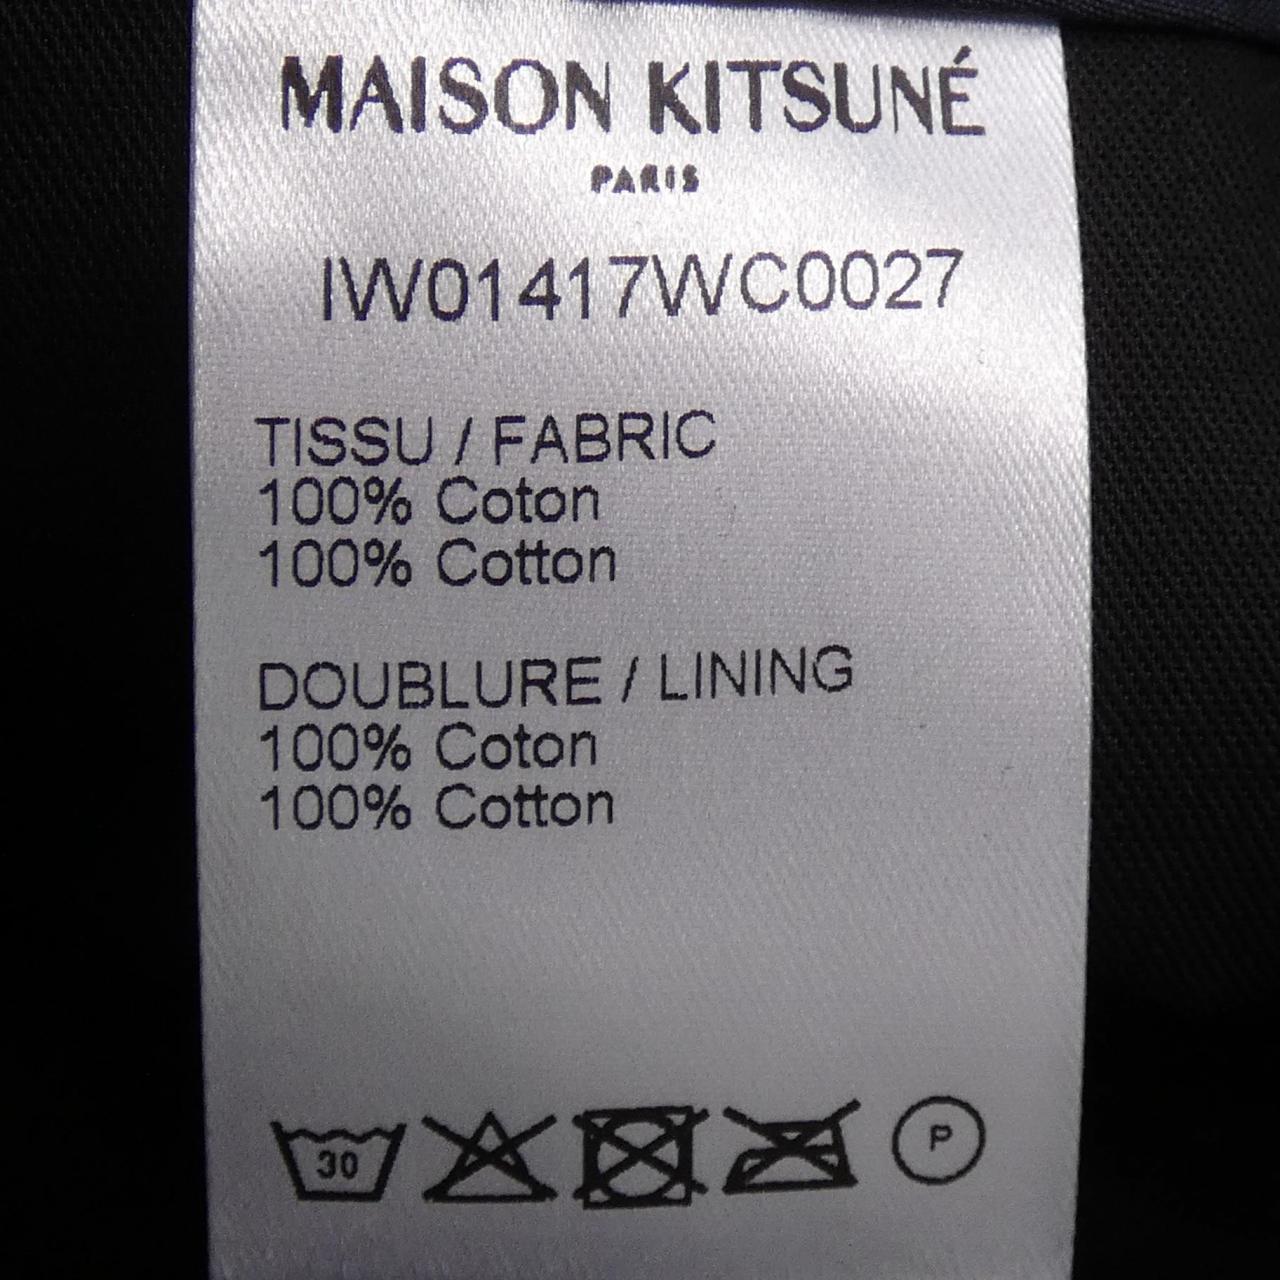 MAISON KITSUNÉ
PARIS
IW01417WC0027
TISSU / FABRIC
100% Coton
100% Cotton
DOUBLURE / LINING
100% Coton
100% Cotton
30
P